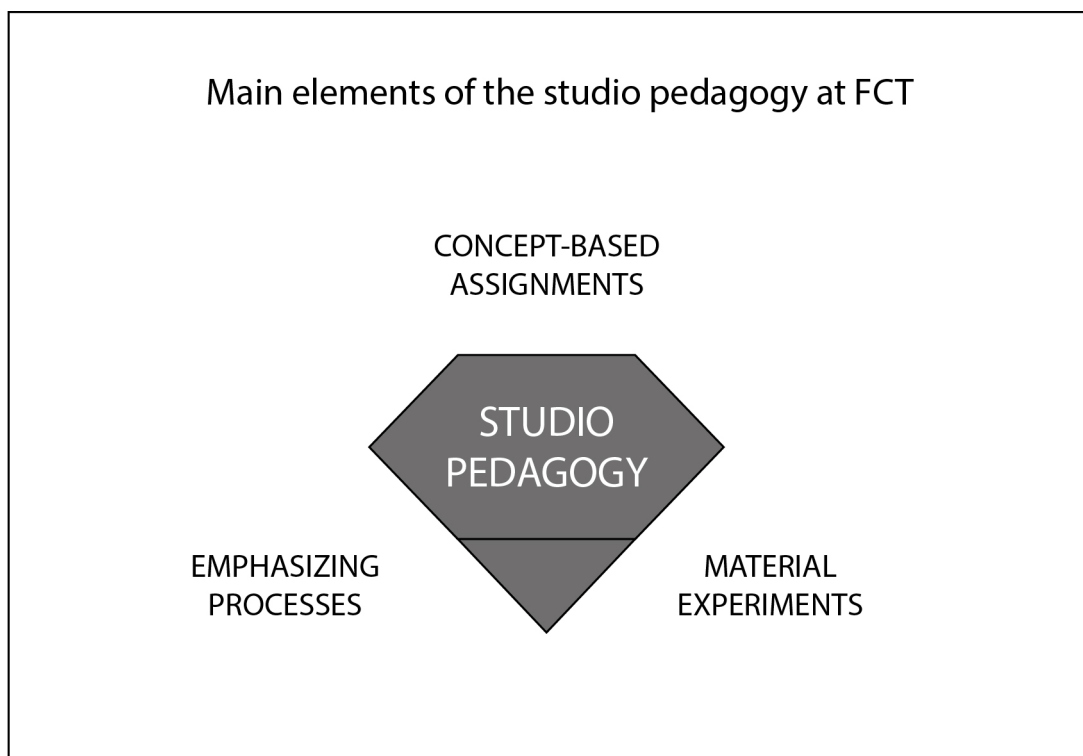 Main elements of the studio pedagogy at FCT
CONCEPT-BASED
ASSIGNMENTS
STUDIO
PEDAGOGY
EMPHASIZING
PROCESSES
MATERIAL
EXPERIMENTS